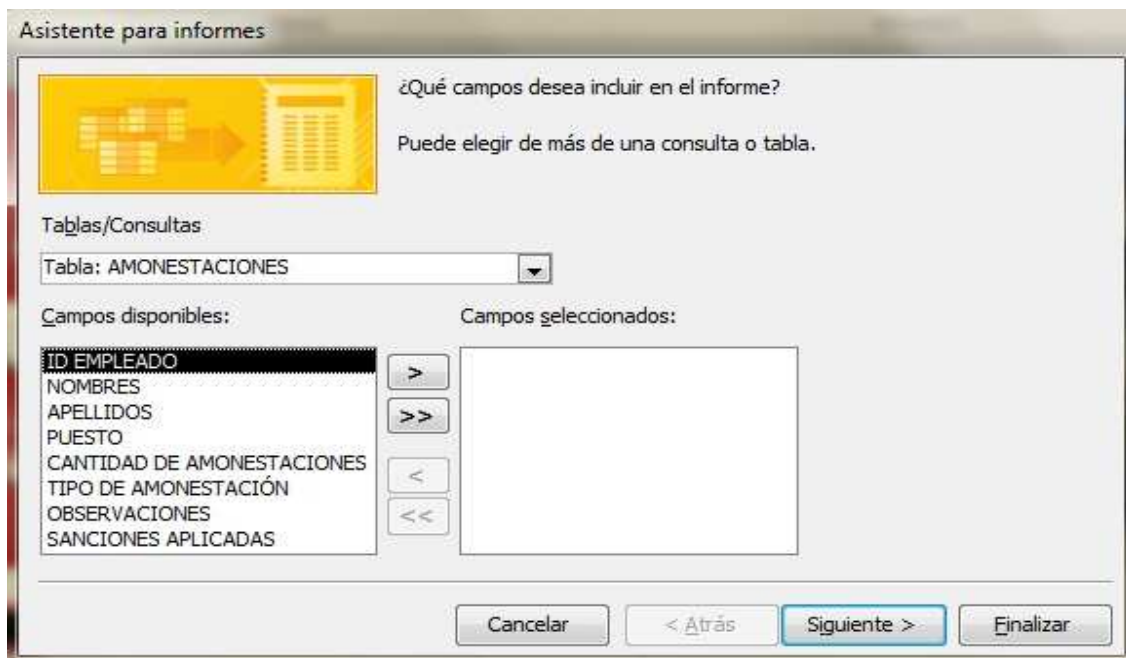 Asistente para informes
¿Qué campos desea incluir en el informe?
Puede elegir de más de una consulta o tabla.
Tablas/Consultas
Tabla: AMONESTACIONES
Campos disponibles:
Campos seleccionados:
ID EMPLEADO
NOMBRES
APELLIDOS
PUESTO
CANTIDAD DE AMONESTACIONES
TIPO DE AMONESTACIÓN
OBSERVACIONES
SANCIONES APLICADAS
>
>>
<
<<
Cancelar
< Atrás
Siguiente >
Finalizar